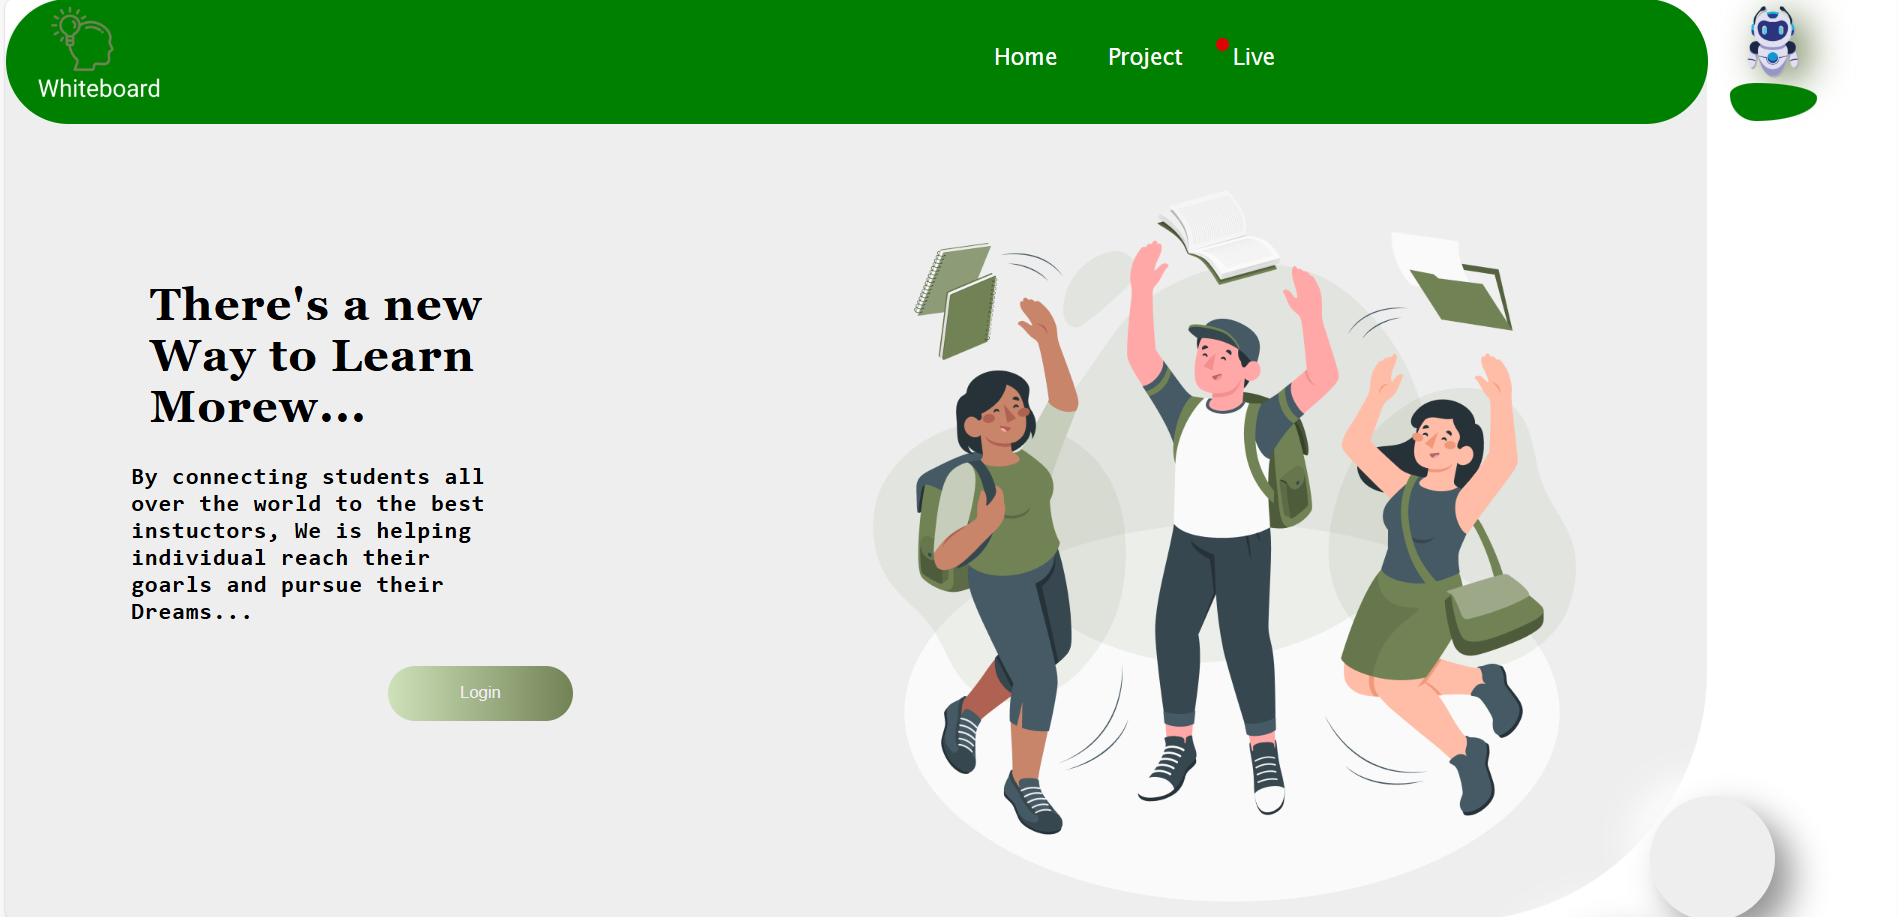 Whiteboard
Home Project Live
There's a new
Way to Learn
Morew...
By connecting students all
over the world to the best
instuctors, We is helping
individual reach their
goarls and pursue their
Dreams...
Login